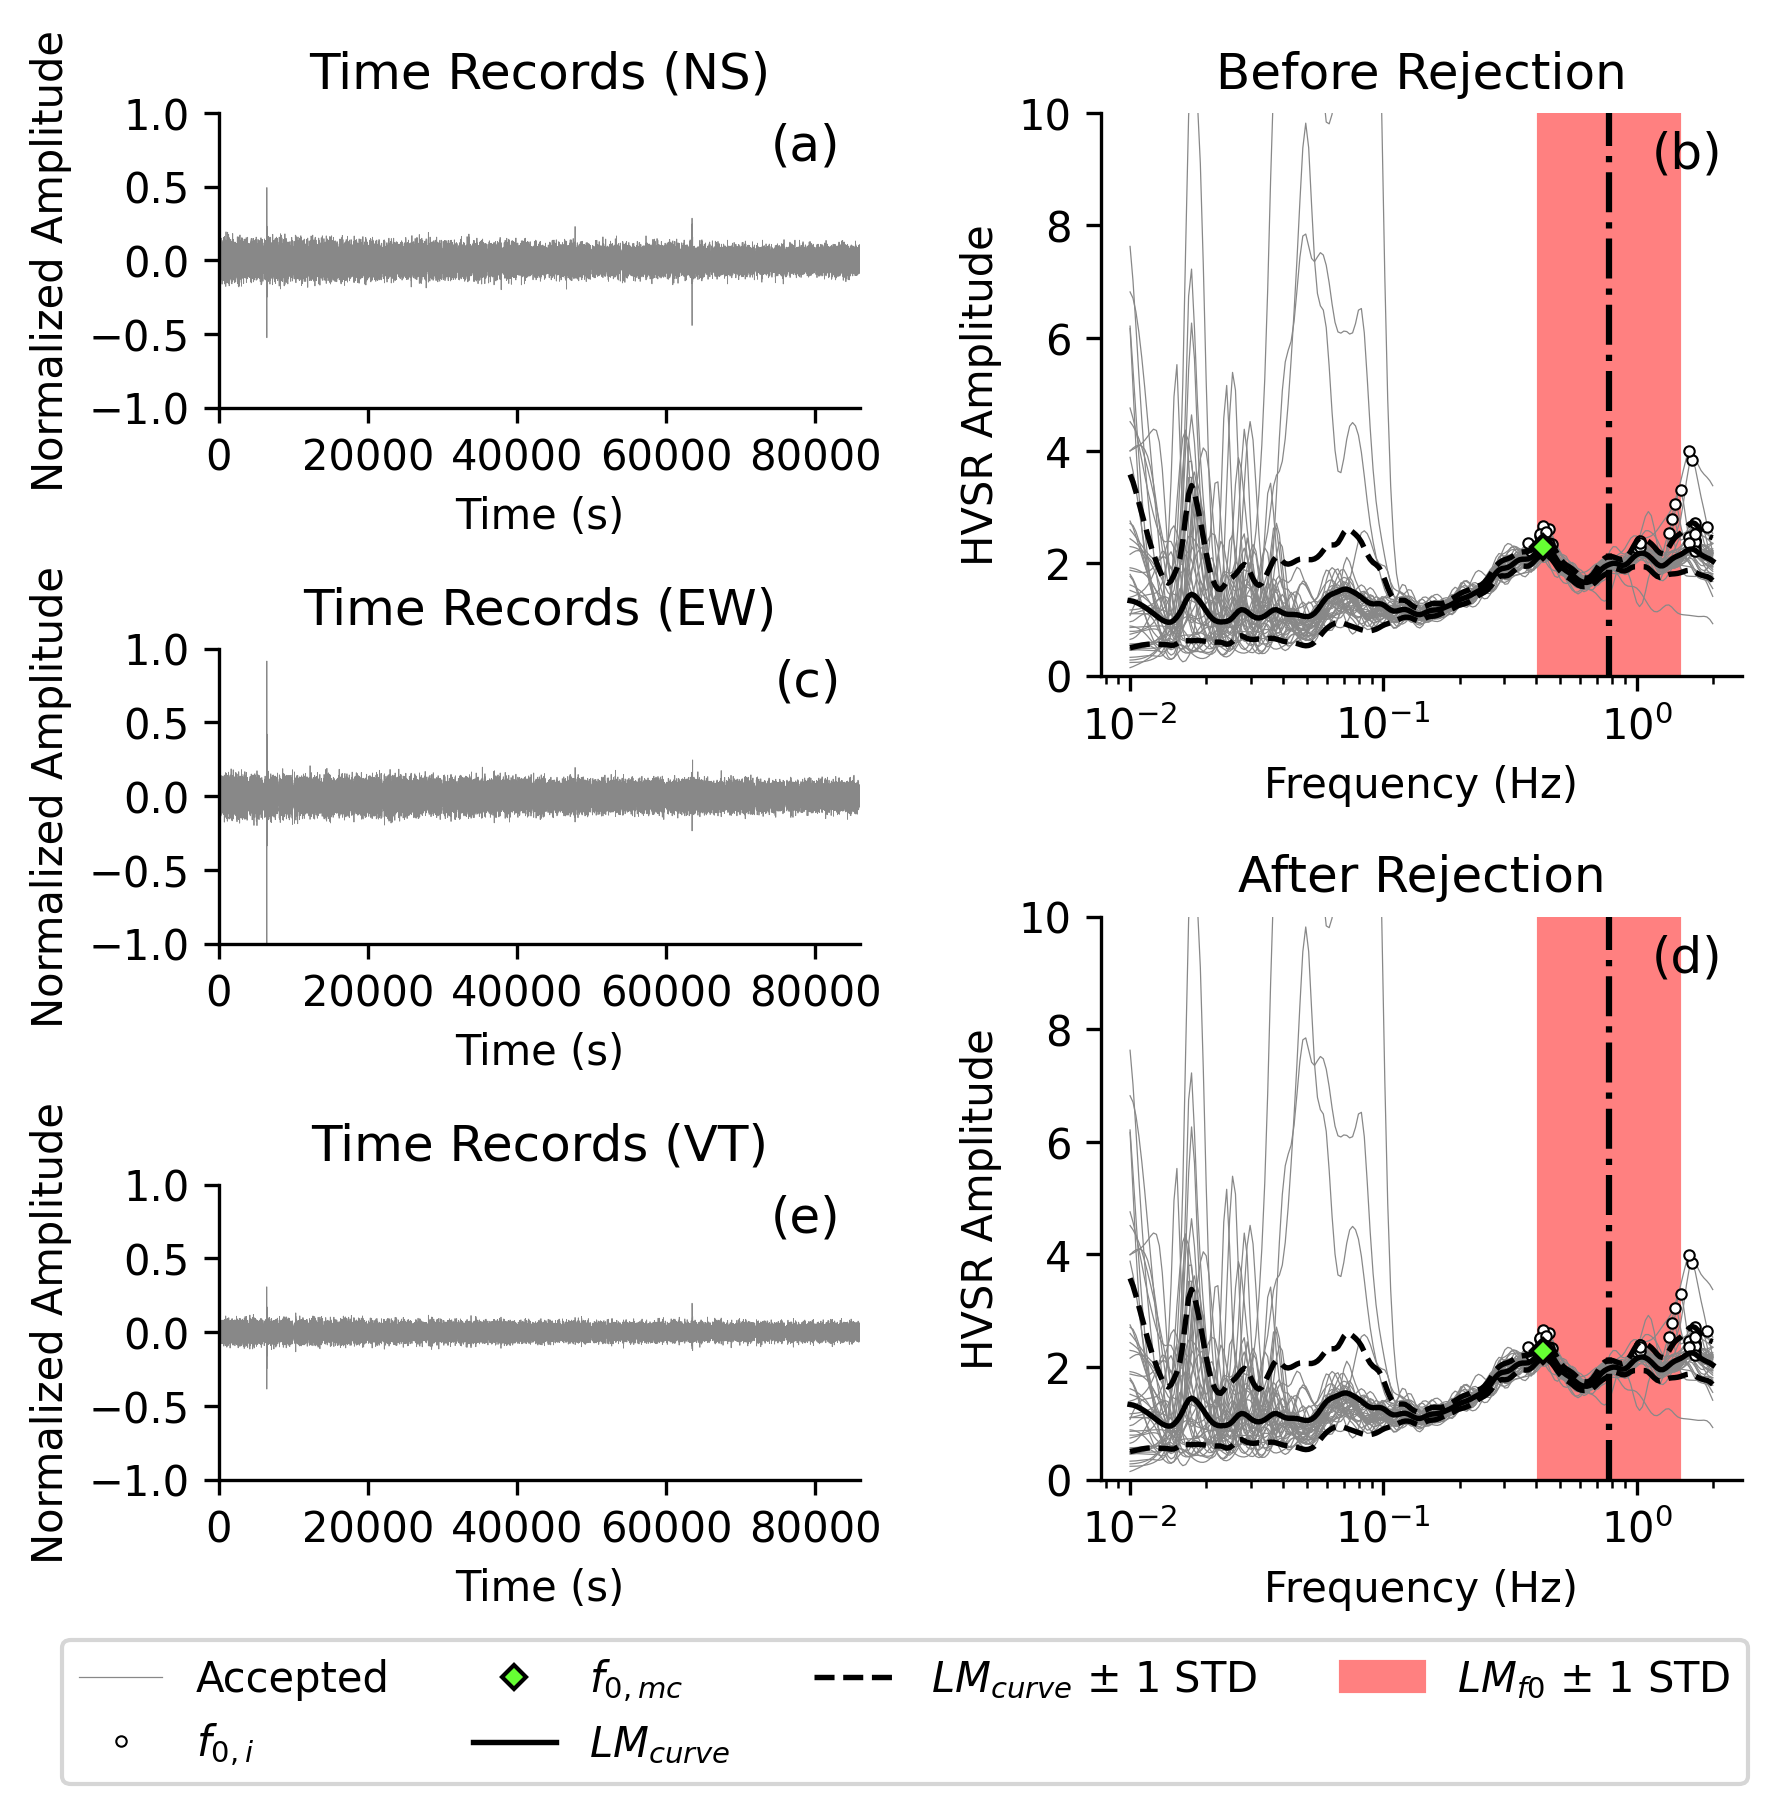 Time Records (NS)
Normalized Amplitude
1.0
0.5
0.0
−0.5
−1.0
(a)
0 20000 40000 60000 80000
Time (s)
Before Rejection
HVSR Amplitude
10
8
6
4
2
0
(b)
10⁻² 10⁻¹ 10⁰
Frequency (Hz)
Time Records (EW)
Normalized Amplitude
1.0
0.5
0.0
−0.5
−1.0
(c)
0 20000 40000 60000 80000
Time (s)
After Rejection
HVSR Amplitude
10
8
6
4
2
0
(d)
10⁻² 10⁻¹ 10⁰
Frequency (Hz)
Time Records (VT)
Normalized Amplitude
1.0
0.5
0.0
−0.5
−1.0
(e)
0 20000 40000 60000 80000
Time (s)
Accepted
f0,i
f0,mc
LMcurve
LMcurve ± 1 STD
LMf0 ± 1 STD